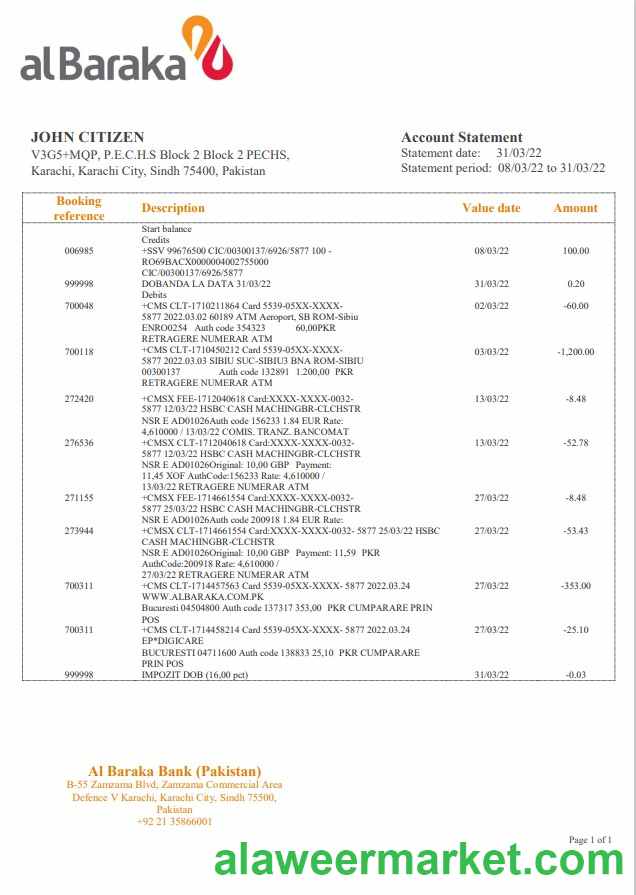 al Baraka
JOHN CITIZEN
V3G5+MQP, P.E.C.H.S Block 2 Block 2 PECHS,
Karachi, Karachi City, Sindh 75400, Pakistan
Account Statement
Statement date: 31/03/22
Statement period: 08/03/22 to 31/03/22
Booking reference Description Value date Amount
Start balance
Credits
006985 +SSV 99676500 CIC/00300137/6926/5877 100 - 08/03/22 100.00
RO69BACX0000004002755000
CIC/00300137/6926/5877
999998 DOBANDA LA DATA 31/03/22 31/03/22 0.20
Debits
700048 +CMS CLT-1710211864 Card 5539-05XX-XXXX- 02/03/22 -60.00
5877 2022.03.02 60189 ATM Aeroport, SB ROM-Sibiu
ENRO0254 Auth code 354323 60,00PKR
RETRAGERE NUMERAR ATM
700118 +CMS CLT-1710450212 Card 5539-05XX-XXXX- 03/03/22 -1,200.00
5877 2022.03.03 SIBIU SUC-SIBIU3 BNA ROM-SIBIU
00300137 Auth code 132891 1.200,00 PKR
RETRAGERE NUMERAR ATM
272420 +CMSX FEE-1712040618 Card:XXXX-XXXX-0032- 13/03/22 -8.48
5877 12/03/22 HSBC CASH MACHINGBR-CLCHSTR
NSR E AD01026Auth code 156233 1.84 EUR Rate:
4,610000 / 13/03/22 COMIS. TRANZ. BANCOMAT
276536 +CMSX CLT-1712040618 Card:XXXX-XXXX-0032- 13/03/22 -52.78
5877 12/03/22 HSBC CASH MACHINGBR-CLCHSTR
NSR E AD01026Original: 10,00 GBP Payment:
11,45 XOF AuthCode:156233 Rate: 4,610000 /
13/03/22 RETRAGERE NUMERAR ATM
271155 +CMSX FEE-1714661554 Card:XXXX-XXXX-0032- 27/03/22 -8.48
5877 25/03/22 HSBC CASH MACHINGBR-CLCHSTR
NSR E AD01026Auth code 200918 1.84 EUR Rate:
273944 +CMSX CLT-1714661554 Card:XXXX-XXXX-0032- 5877 25/03/22 HSBC 27/03/22 -53.43
CASH MACHINGBR-CLCHSTR
NSR E AD01026Original: 10,00 GBP Payment: 11,59 PKR
AuthCode:200918 Rate: 4,610000 /
27/03/22 RETRAGERE NUMERAR ATM
700311 +CMS CLT-1714457563 Card 5539-05XX-XXXX- 5877 2022.03.24 27/03/22 -353.00
WWW.ALBARAKA.COM.PK
Bucuresti 04504800 Auth code 137317 353,00 PKR CUMPARARE PRIN
POS
700311 +CMS CLT-1714458214 Card 5539-05XX-XXXX- 5877 2022.03.24 27/03/22 -25.10
EP*DIGICARE
BUCURESTI 04711600 Auth code 138833 25,10 PKR CUMPARARE
PRIN POS
999998 IMPOZIT DOB (16,00 pct) 31/03/22 -0.03
Al Baraka Bank (Pakistan)
B-55 Zamzama Blvd, Zamzama Commercial Area
Defence V Karachi, Karachi City, Sindh 75500,
Pakistan
+92 21 35866001
Page 1 of 1
alaweermarket.com